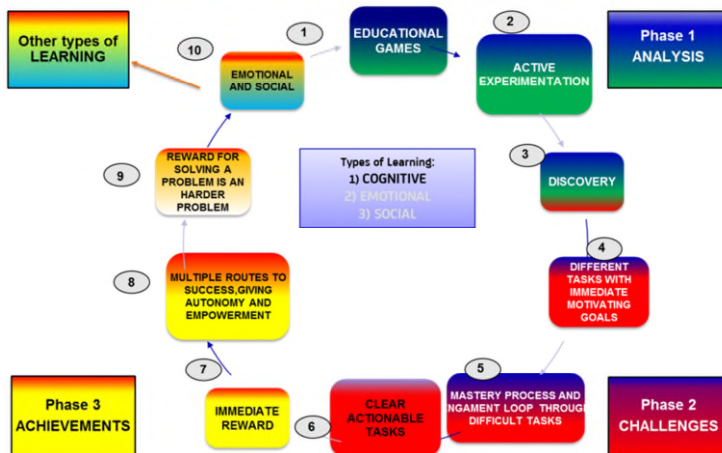 Other types of
LEARNING
10
EMOTIONAL
AND SOCIAL
1
EDUCATIONAL
GAMES
2
ACTIVE
EXPERIMENTATION
Phase 1
ANALYSIS
3
DISCOVERY
Types of Learning:
1) COGNITIVE
2) EMOTIONAL
3) SOCIAL
9
REWARD FOR
SOLVING A
PROBLEM IS AN
HARDER
PROBLEM
4
DIFFERENT
TASKS WITH
IMMEDIATE
MOTIVATING
GOALS
8
MULTIPLE ROUTES TO
SUCCESS,GIVING
AUTONOMY AND
EMPOWERMENT
5
MASTERY PROCESS AND
NGAMENT LOOP THROUGH
DIFFICULT TASKS
6
CLEAR
ACTIONABLE
TASKS
7
IMMEDIATE
REWARD
Phase 3
ACHIEVEMENTS
Phase 2
CHALLENGES